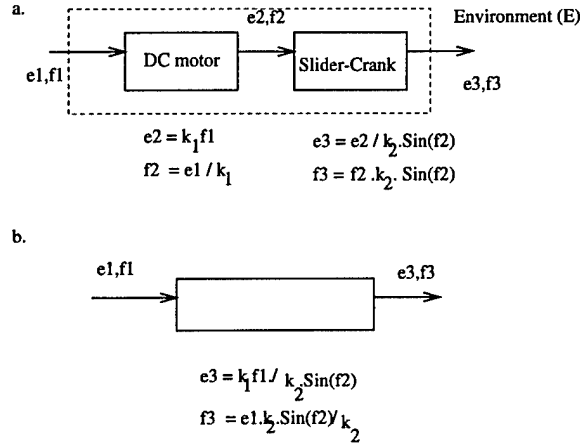 a.
e2,f2
Environment (E)
DC motor
Slider-Crank
e1,f1
e3,f3
e2 = k1f1
f2 = e1 / k1
e3 = e2 / k2.Sin(f2)
f3 = f2 .k2. Sin(f2)
b.
e1,f1
e3,f3
e3 = k1f1./ k2.Sin(f2)
f3 = e1.k2.Sin(f2)/k2